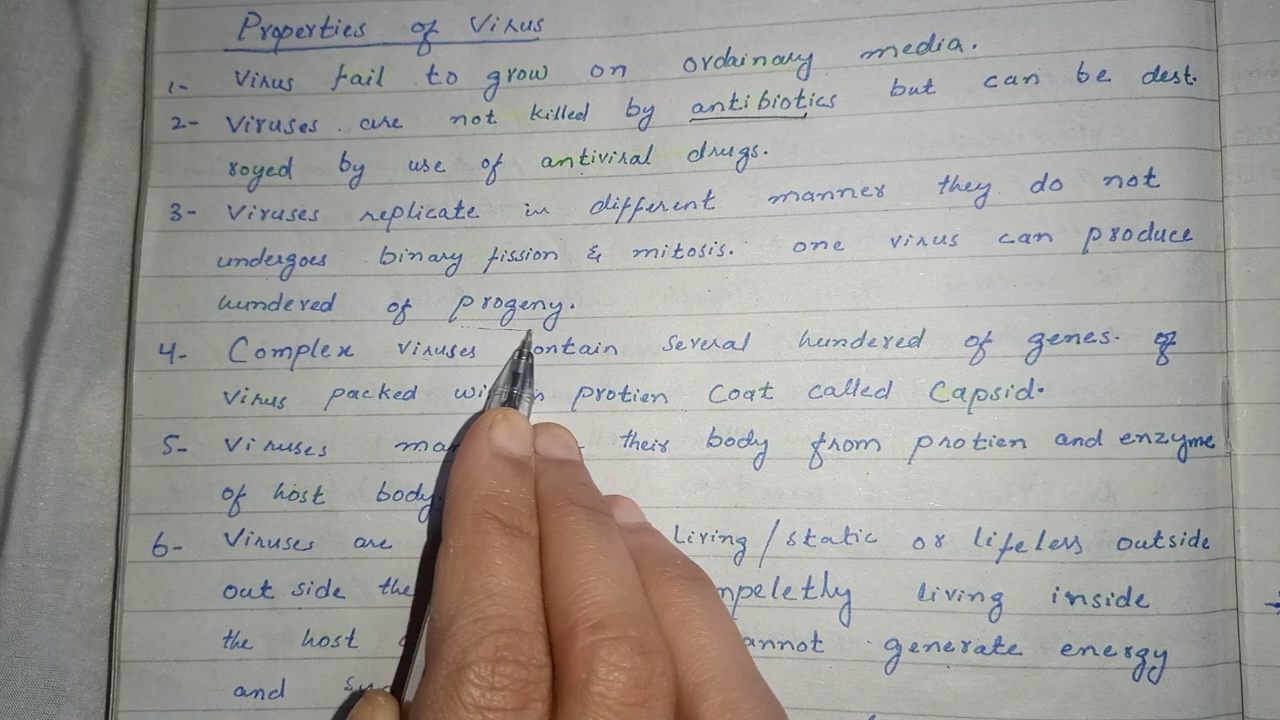 Properties of Virus
1- Virus fail to grow on ordainary media.
2- Viruses are not killed by antibiotics but can be dest.
royed by use of antiviral drugs.
3- Viruses replicate in different manner they do not
undergoes binary fission & mitosis. one virus can produce
hundered of progeny.
4- Complex viruses contain several hundered of genes. of
virus packed protien Coat called Capsid.
5- Viruses their body from protien and enzyme
of host body
6- Viruses are living/static or lifeless outside
out side the living inside
the host generate energy
and